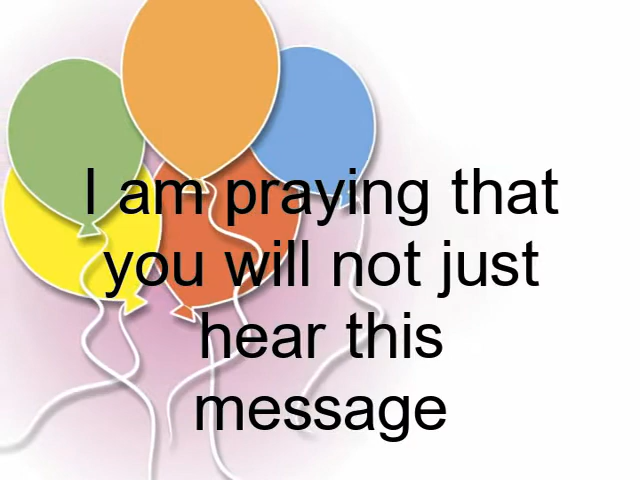 I am praying that
you will not just
hear this
message